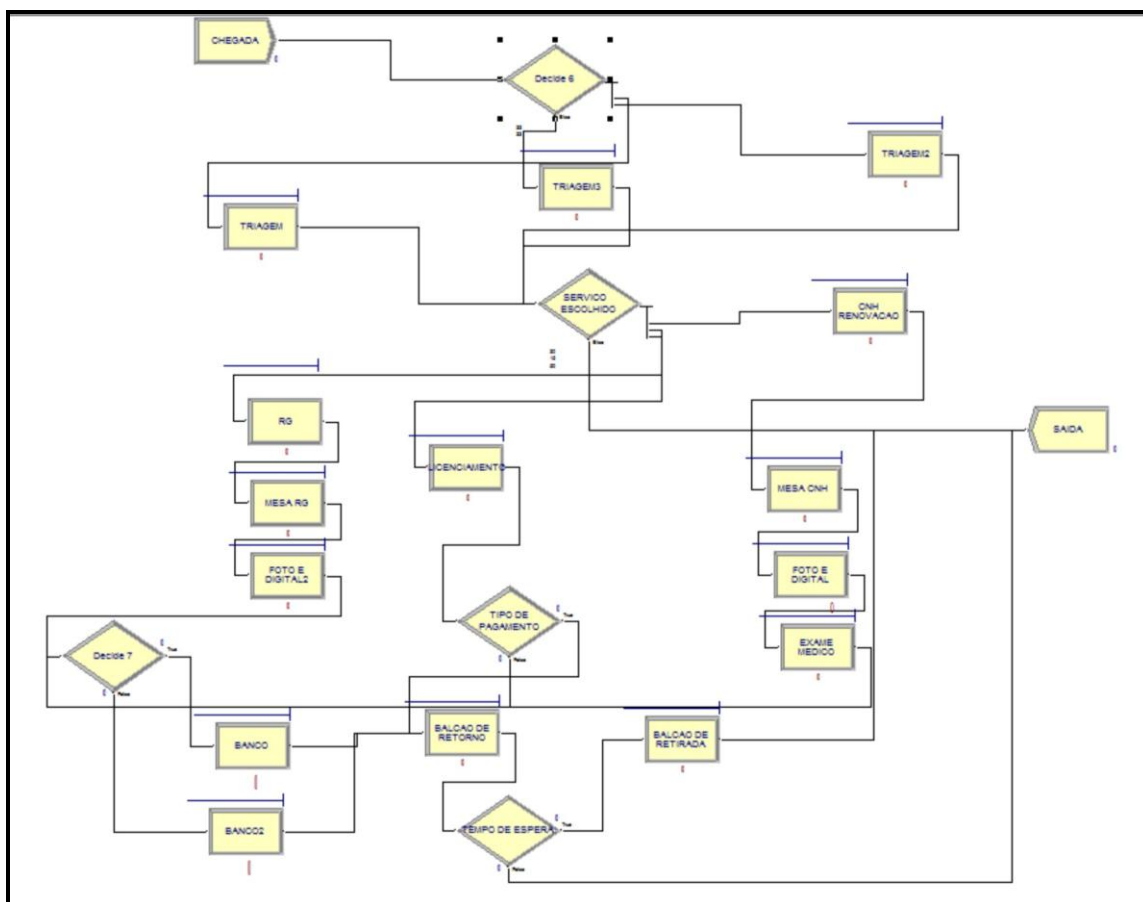 CHEGADA
Decide 6
Else
TRIAGEM2
TRIAGEM3
TRIAGEM
SERVICO
ESCOLHIDO
Else
CNH
RENOVACAO
RG
SAIDA
LICENCIAMENTO
MESA RG
MESA CNH
FOTO E
DIGITAL2
FOTO E
DIGITAL
TIPO DE
PAGAMENTO
True
False
EXAME
MEDICO
Decide 7
True
False
BANCO
BALCAO DE
RETORNO
BALCAO DE
RETIRADA
BANCO2
TEMPO DE ESPERA
True
False